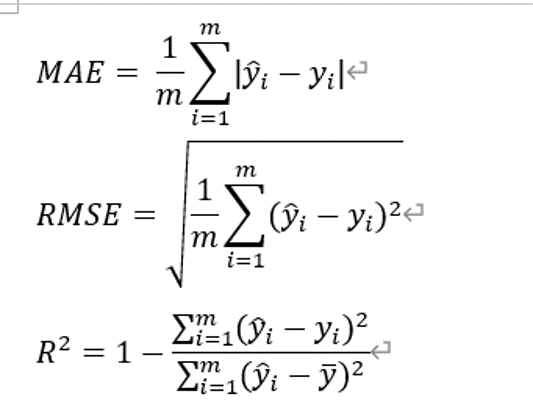 MAE = \frac{1}{m} \sum_{i=1}^{m} |\hat{y}_i - y_i|↵
RMSE = \sqrt{\frac{1}{m} \sum_{i=1}^{m} (\hat{y}_i - y_i)^2}↵
R^2 = 1 - \frac{\sum_{i=1}^{m} (\hat{y}_i - y_i)^2}{\sum_{i=1}^{m} (\hat{y}_i - \bar{y})^2}↵